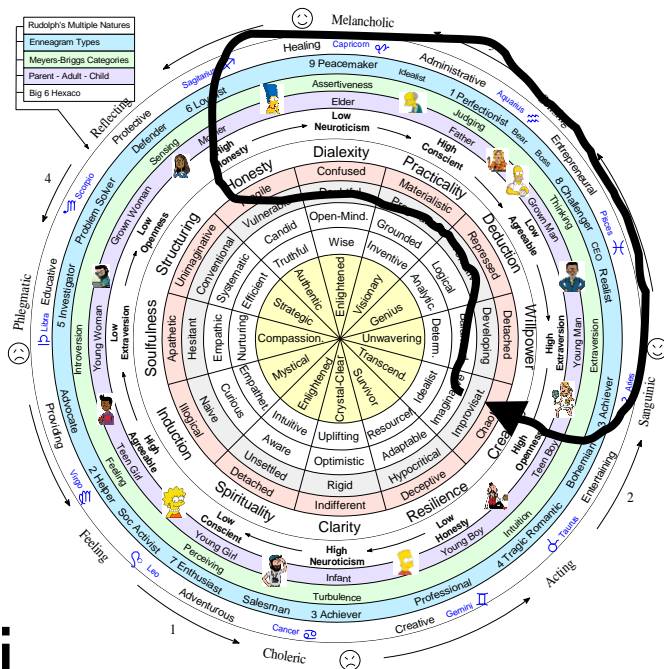 Rudolph's Multiple Natures
Enneagram Types
Meyers-Briggs Categories
Parent - Adult - Child
Big 6 Hexaco
Melancholic
Sanguinic
Choleric
Phlegmatic
Reflecting
Acting
Feeling
4
2
1
Healing
Administrative
Entrepreneural
Entertaining
Creative
Adventurous
Providing
Educative
Protective
Capricorn
Aquarius
Pisces
Aries
Taurus
Gemini
Cancer
Leo
Virgo
Libra
Scorpio
Sagitarius
9 Peacemaker
Idealist
1 Perfectionist
Bear
Boss
8 Challenger
CEO
Realist
3 Achiever
Bohemian
4 Tragic Romantic
Professional
3 Achiever
Salesman
7 Enthusiast
Soc Activist
2 Helper
Advocate
5 Investigator
Problem Solver
Defender
Assertiveness
Judging
Thinking
Extraversion
Intuition
Turbulence
Perceiving
Feeling
Introversion
Sensing
Elder
Father
Grown Man
Young Man
Teen Boy
Young Boy
Infant
Young Girl
Teen Girl
Young Woman
Grown Woman
Low
Neuroticism
High
Conscient
Low
Agreeable
High
Extraversion
High
Openness
Low
Honesty
High
Neuroticism
Low
Conscient
High
Agreeable
Low
Extraversion
Low
Openness
High
Honesty
Dialexity
Practicality
Deduction
Willpower
Resilience
Clarity
Spirituality
Induction
Soulfulness
Structuring
Honesty
Confused
Materialistic
Repressed
Detached
Deceptive
Indifferent
Detached
Illogical
Apathetic
Unimaginative
Developing
Improvisat.
Hypocritical
Rigid
Unsettled
Naive
Hesitant
Conventional
Vulnerable
Open-Mind.
Grounded
Logical
Adaptable
Optimistic
Aware
Curious
Empathic
Systematic
Candid
Wise
Inventive
Analytic
Determ.
Idealist
Resourcef.
Uplifting
Intuitive
Empathet.
Nurturing
Efficient
Truthful
Enlightened
Visionary
Genius
Unwavering
Transcend.
Survivor
Crystal-Clear
Enlightened
Mystical
Compassion.
Strategic
Authentic